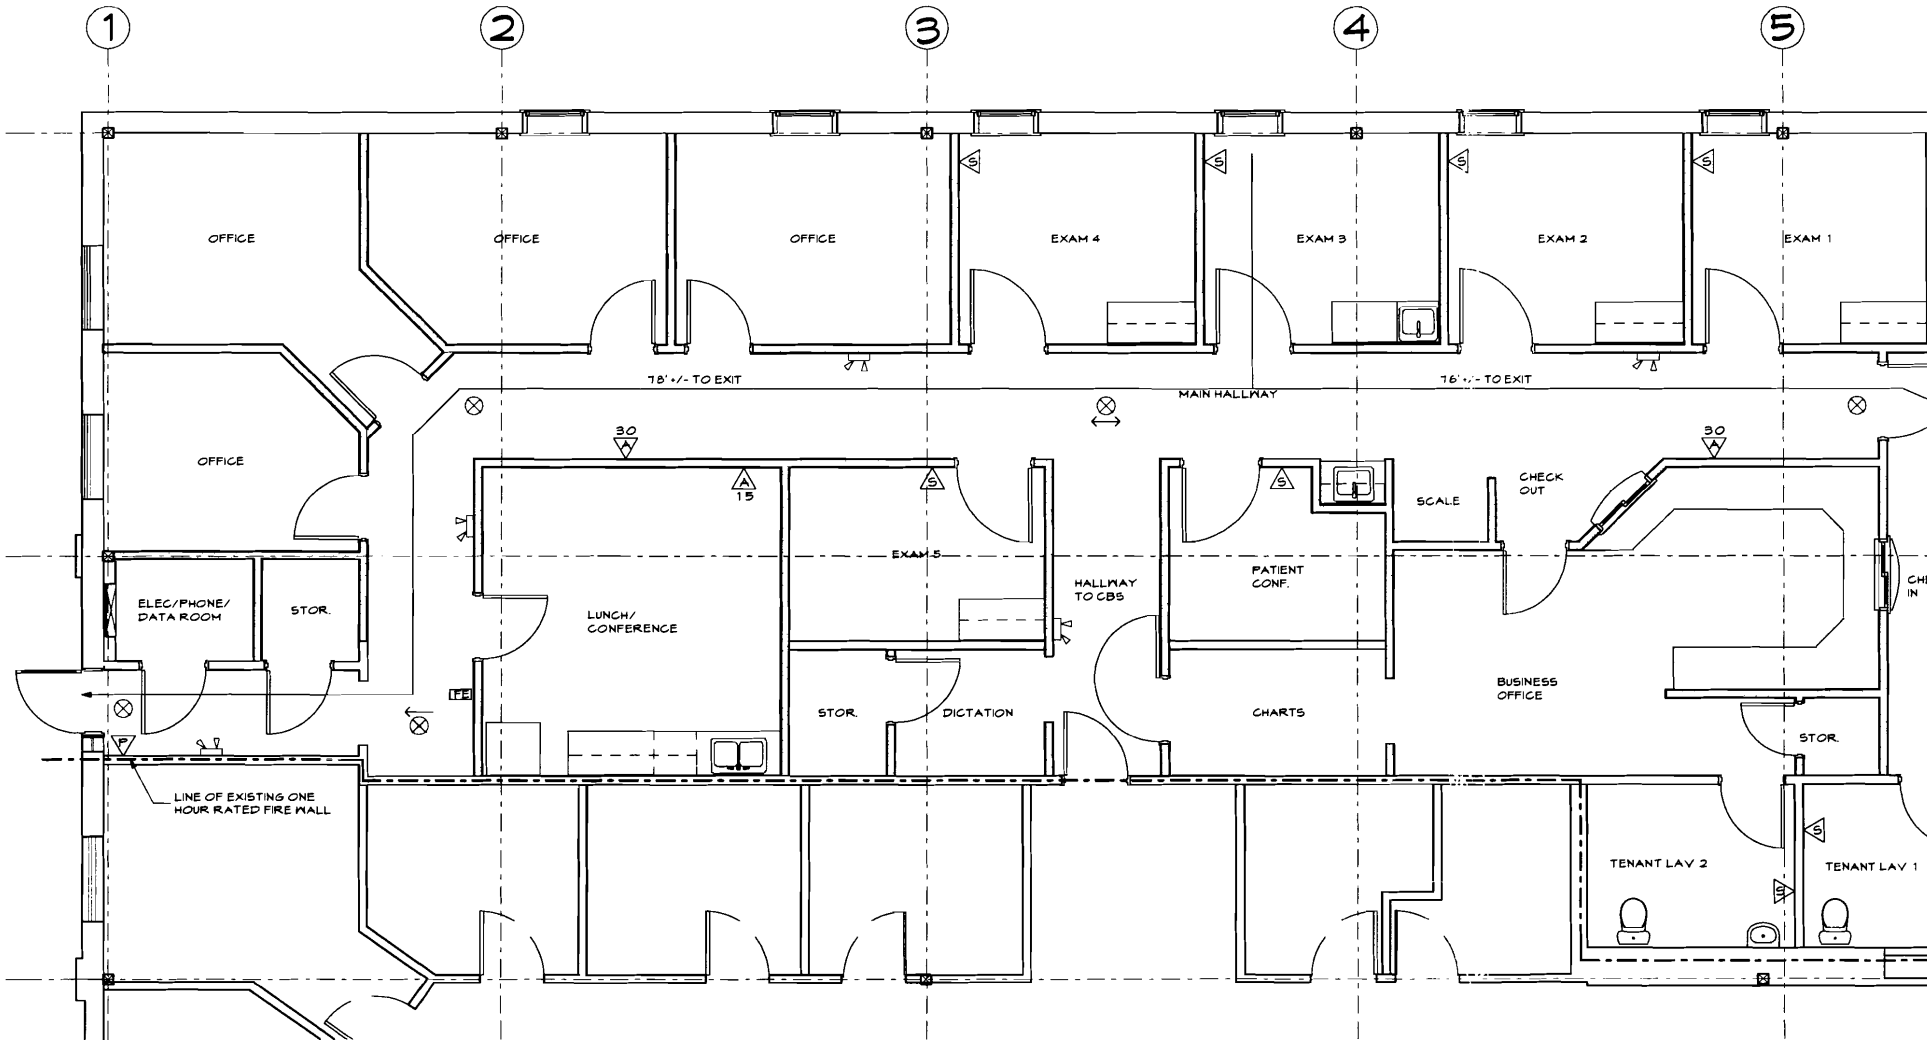 1 2 3 4 5
S S S S
OFFICE OFFICE OFFICE EXAM 4 EXAM 3 EXAM 2 EXAM 1
78' +/- TO EXIT
76' +/- TO EXIT
MAIN HALLWAY
30
A
30
A
OFFICE
A
15
S
S
SCALE
CHECK
OUT
EXAM 5
PATIENT
CONF.
HALLWAY
TO CBS
CHE
IN
ELEC/PHONE/
DATA ROOM
STOR.
LUNCH/
CONFERENCE
FE
BUSINESS
OFFICE
STOR.
DICTATION
CHARTS
STOR.
P
LINE OF EXISTING ONE
HOUR RATED FIRE WALL
S
TENANT LAV 2
TENANT LAV 1
S